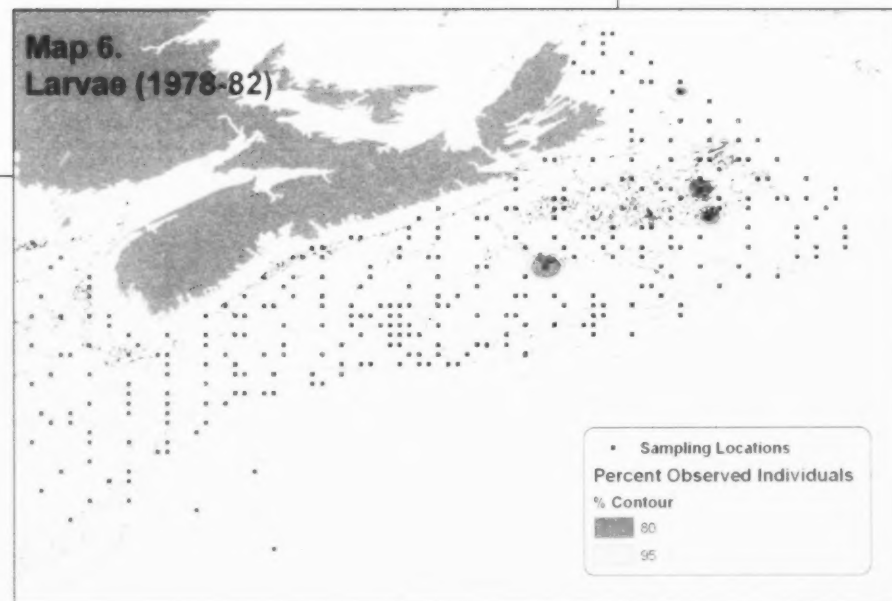 Map 6.
Larvae (1978-82)
Sampling Locations
Percent Observed Individuals
% Contour
80
95